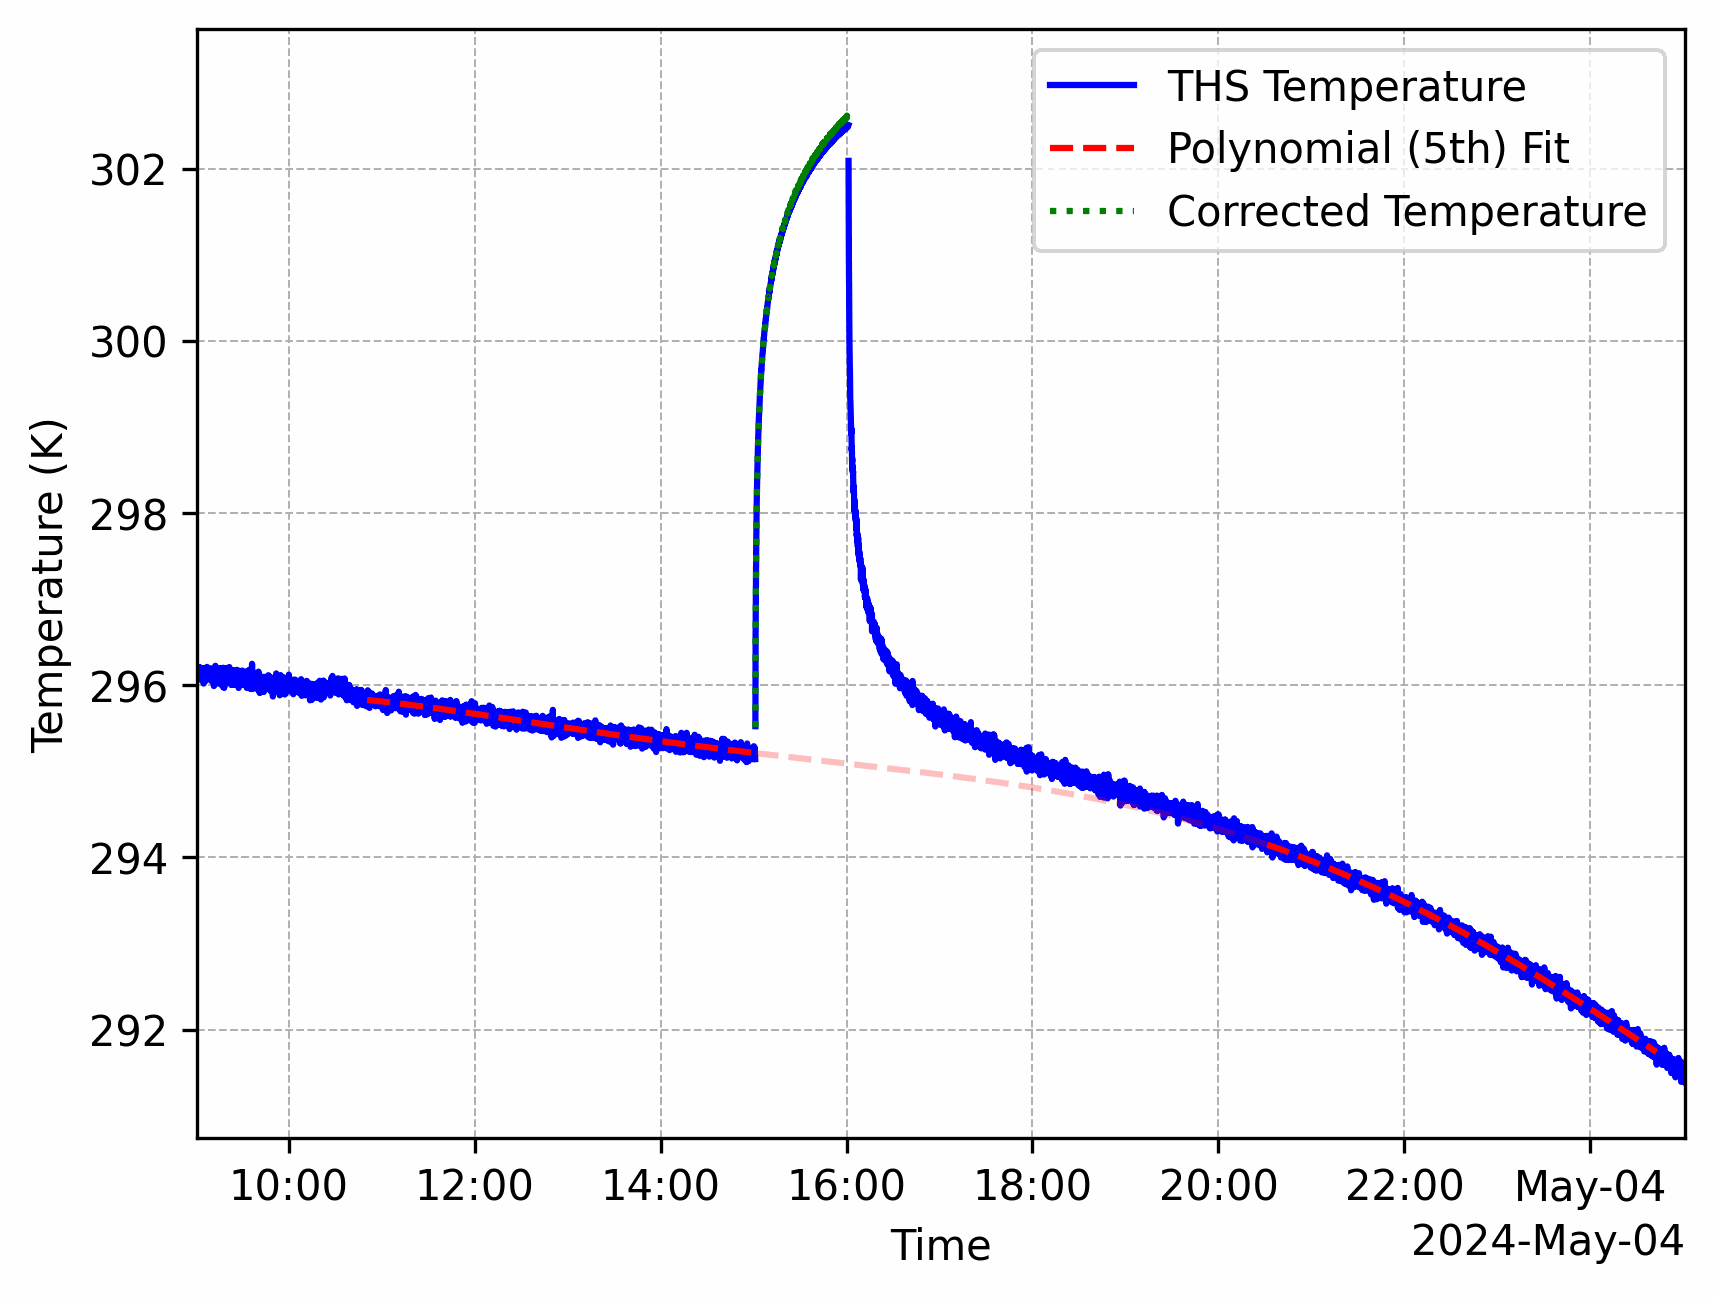 THS Temperature
Polynomial (5th) Fit
Corrected Temperature
302
300
298
296
294
292
Temperature (K)
10:00 12:00 14:00 16:00 18:00 20:00 22:00 May-04
Time
2024-May-04